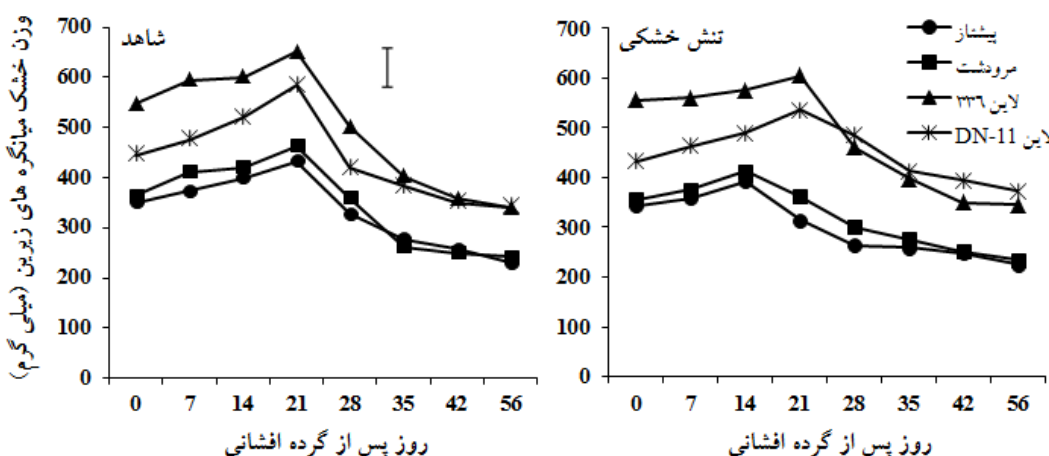 وزن خشک میانگره های زیرین (میلی گرم)
شاهد
700
600
500
400
300
200
100
0
0 7 14 21 28 35 42 56
روز پس از گرده افشانی
تنش خشکی
700
600
500
400
300
200
100
0
0 7 14 21 28 35 42 56
روز پس از گرده افشانی
پیشتاز
مرودشت
لاین ٣٣٦
لاین DN-11